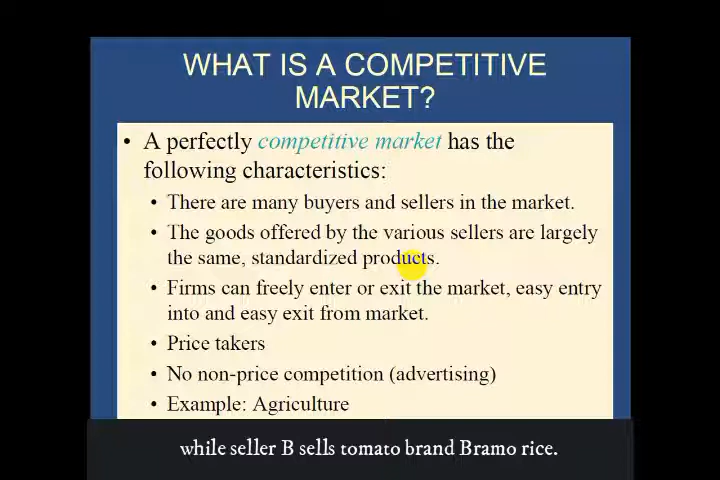 WHAT IS A COMPETITIVE
MARKET?
• A perfectly competitive market has the
following characteristics:
• There are many buyers and sellers in the market.
• The goods offered by the various sellers are largely
the same, standardized products.
• Firms can freely enter or exit the market, easy entry
into and easy exit from market.
• Price takers
• No non-price competition (advertising)
• Example: Agriculture
while seller B sells tomato brand Bramo rice.